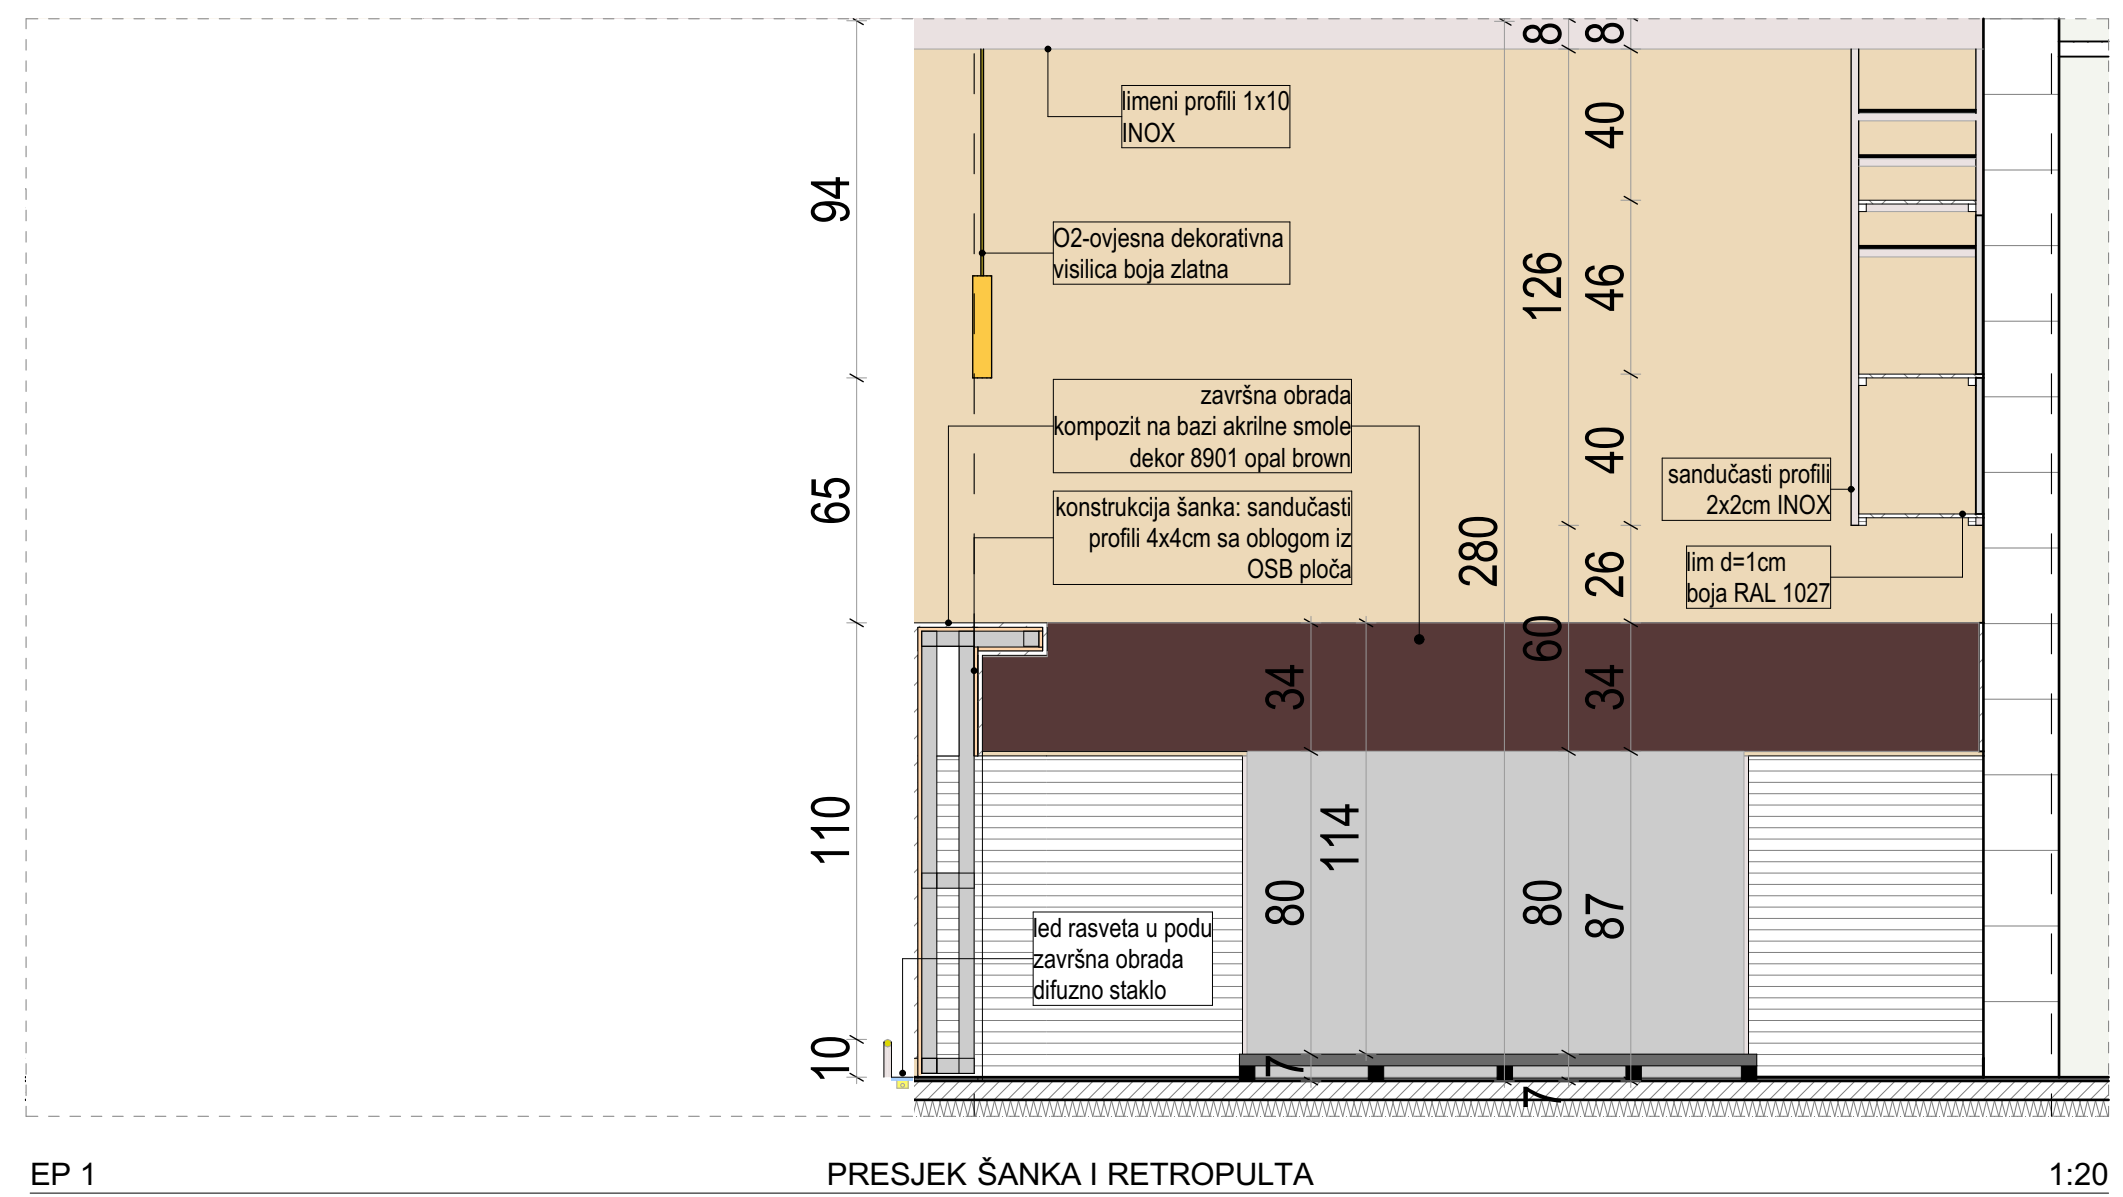 limeni profili 1x10
INOX
O2-ovjesna dekorativna
visilica boja zlatna
završna obrada
kompozit na bazi akrilne smole
dekor 8901 opal brown
konstrukcija šanka: sandučasti
profili 4x4cm sa oblogom iz
OSB ploča
sandučasti profili
2x2cm INOX
lim d=1cm
boja RAL 1027
led rasveta u podu
završna obrada
difuzno staklo
94
65
110
10
34
80
7
114
280
8
126
60
80
7
8
40
46
40
26
34
87
EP 1
PRESJEK ŠANKA I RETROPULTA
1:20